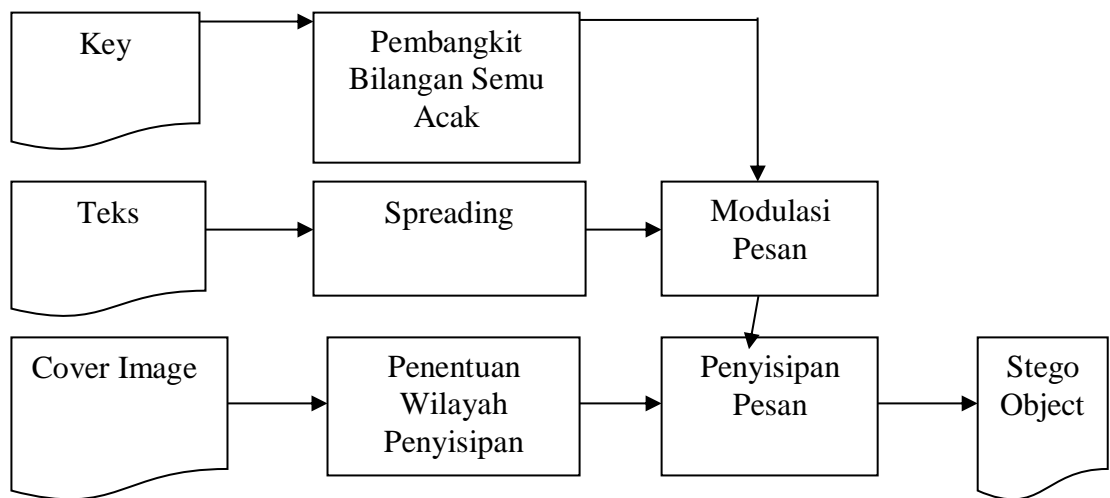 Key
Pembangkit
Bilangan Semu
Acak
Teks
Spreading
Modulasi
Pesan
Cover Image
Penentuan
Wilayah
Penyisipan
Penyisipan
Pesan
Stego
Object